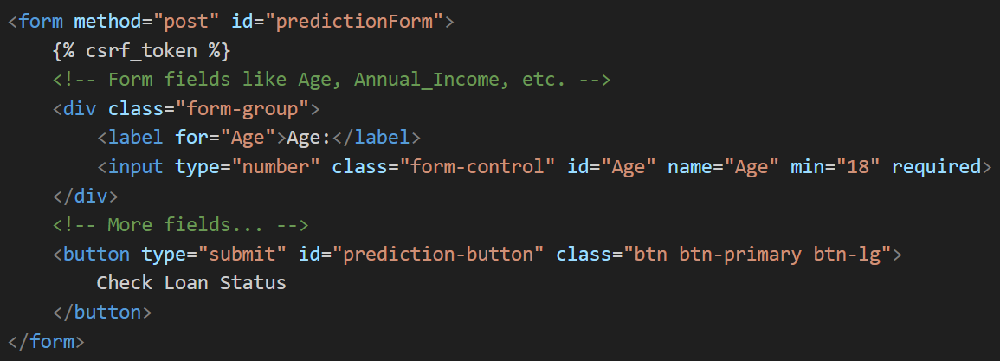 <form method="post" id="predictionForm">
    {% csrf_token %}
    <!-- Form fields like Age, Annual_Income, etc. -->
    <div class="form-group">
        <label for="Age">Age:</label>
        <input type="number" class="form-control" id="Age" name="Age" min="18" required>
    </div>
    <!-- More fields... -->
    <button type="submit" id="prediction-button" class="btn btn-primary btn-lg">
        Check Loan Status
    </button>
</form>